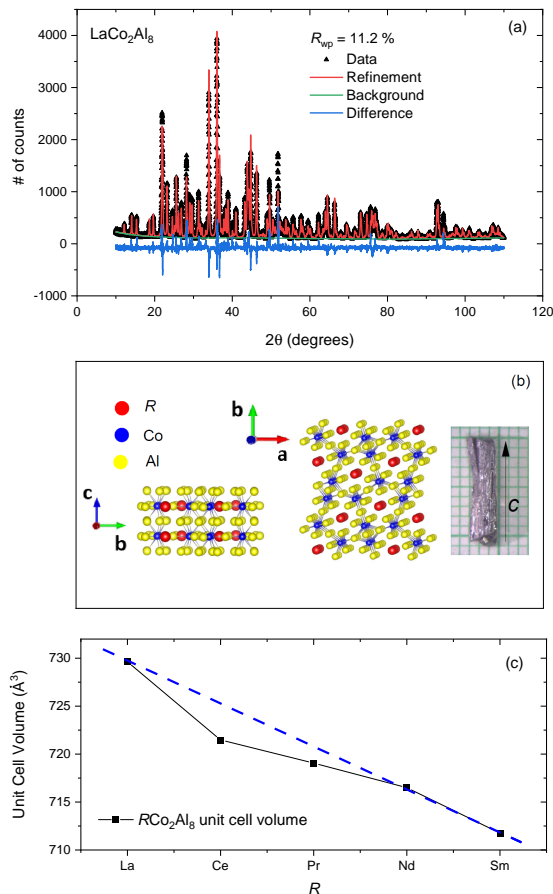 LaCo₂Al₈
(a)
R_wp = 11.2 %
Data
Refinement
Background
Difference
# of counts
4000
3000
2000
1000
0
-1000
0 20 40 60 80 100 120
2θ (degrees)
(b)
R
Co
Al
c
b
b
a
C
(c)
Unit Cell Volume (Å³)
730
725
720
715
710
RCo₂Al₈ unit cell volume
La Ce Pr Nd Sm
R